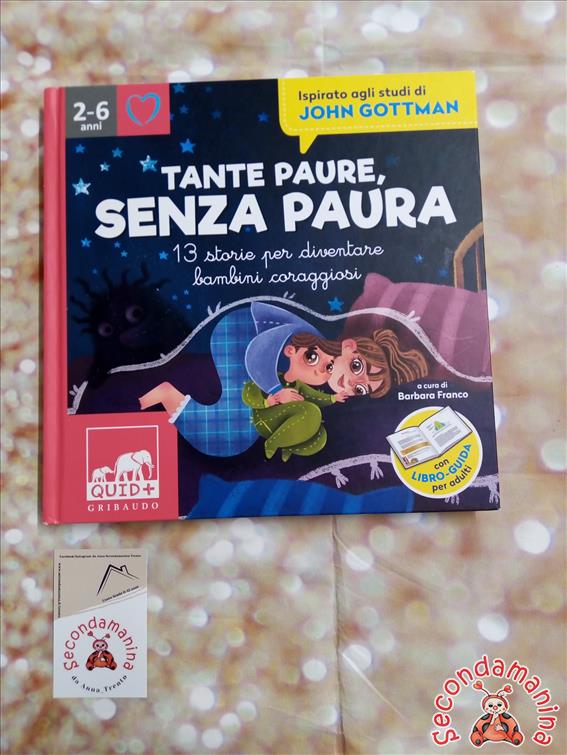 2-6
anni
Ispirato agli studi di
JOHN GOTTMAN
TANTE PAURE,
SENZA PAURA
13 storie per diventare
bambini coraggiosi
a cura di
Barbara Franco
con
LIBRO-GUIDA
per adulti
QUID+
GRIBAUDO
Secondamanina
da Anna_Trento
Secondamanina